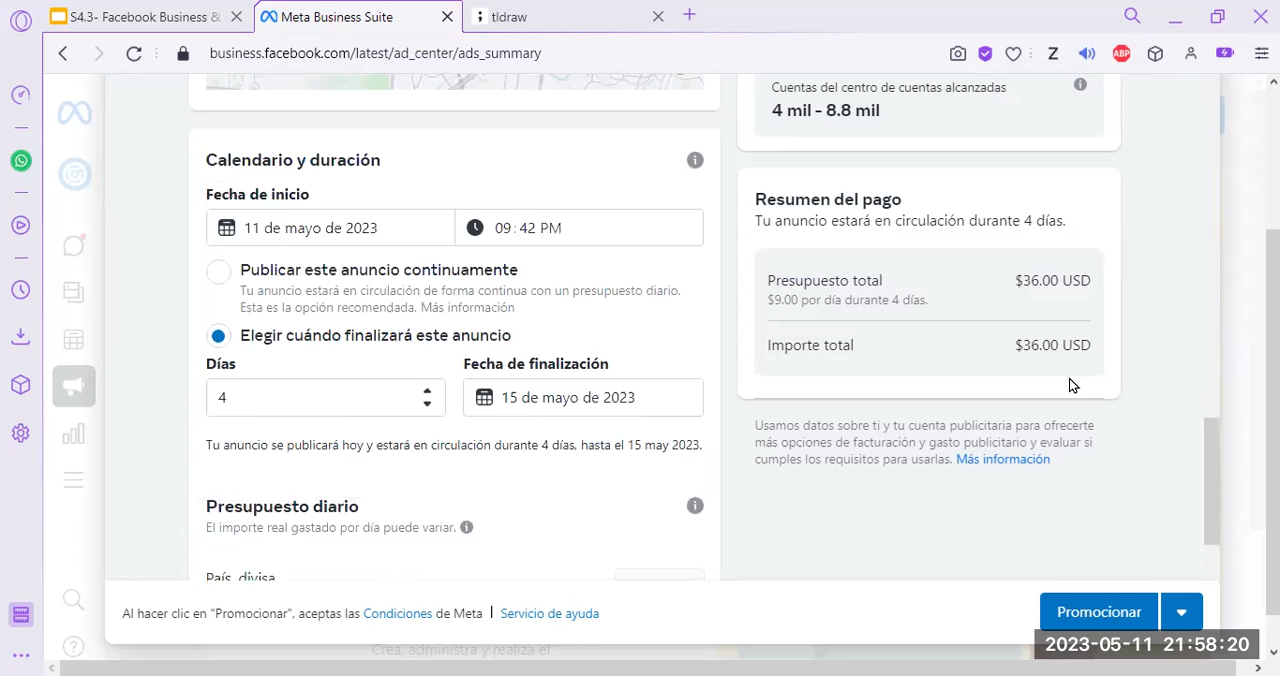 S4.3- Facebook Business &
Meta Business Suite
tldraw
business.facebook.com/latest/ad_center/ads_summary
Z
ABP
Cuentas del centro de cuentas alcanzadas
4 mil - 8.8 mil
Calendario y duración
Fecha de inicio
11 de mayo de 2023
09:42 PM
Publicar este anuncio continuamente
Tu anuncio estará en circulación de forma continua con un presupuesto diario.
Esta es la opción recomendada. Más información
Elegir cuándo finalizará este anuncio
Días
Fecha de finalización
4
15 de mayo de 2023
Tu anuncio se publicará hoy y estará en circulación durante 4 días, hasta el 15 may 2023.
Presupuesto diario
El importe real gastado por día puede variar.
País, divisa
Resumen del pago
Tu anuncio estará en circulación durante 4 días.
Presupuesto total
$36.00 USD
$9.00 por día durante 4 días.
Importe total
$36.00 USD
Usamos datos sobre ti y tu cuenta publicitaria para ofrecerte
más opciones de facturación y gasto publicitario y evaluar si
cumples los requisitos para usarlas. Más información
Al hacer clic en "Promocionar", aceptas las Condiciones de Meta | Servicio de ayuda
Promocionar
Crea, administra y realiza el
2023-05-11 21:58:20